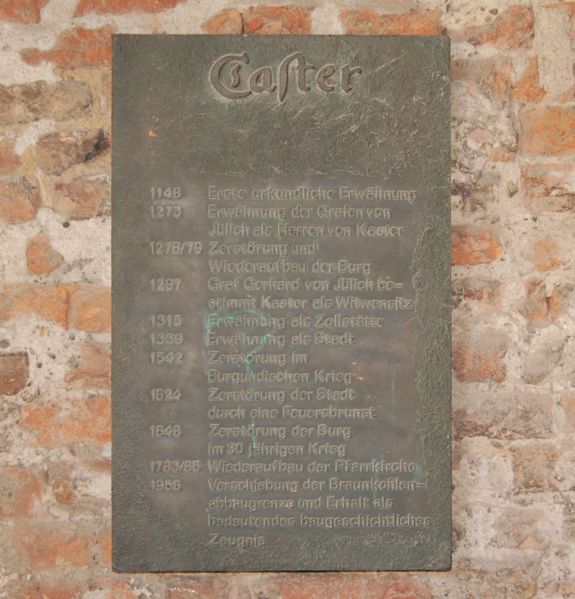 Caſter
1148 Erste urkundliche Erwähnung
1273 Erwähnung der Grafen von
Jülich als Herren von Kaster
1278/79 Zerstörung und
Wiederaufbau der Burg
1297 Graf Gerhard von Jülich be=
stimmt Kaster als Witwensitz
1315 Erwähnung als Zollstätte
1339 Erwähnung als Stadt
1542 Zerstörung im
Burgundischen Krieg
1624 Zerstörung der Stadt
durch eine Feuersbrunst
1648 Zerstörung der Burg
im 30 jährigen Krieg
1783/85 Wiederaufbau der Pfarrkirche
1956 Verschiebung der Braunkohlen=
abbaugrenze und Erhalt als
bedeutendes baugeschichtliches
Zeugnis